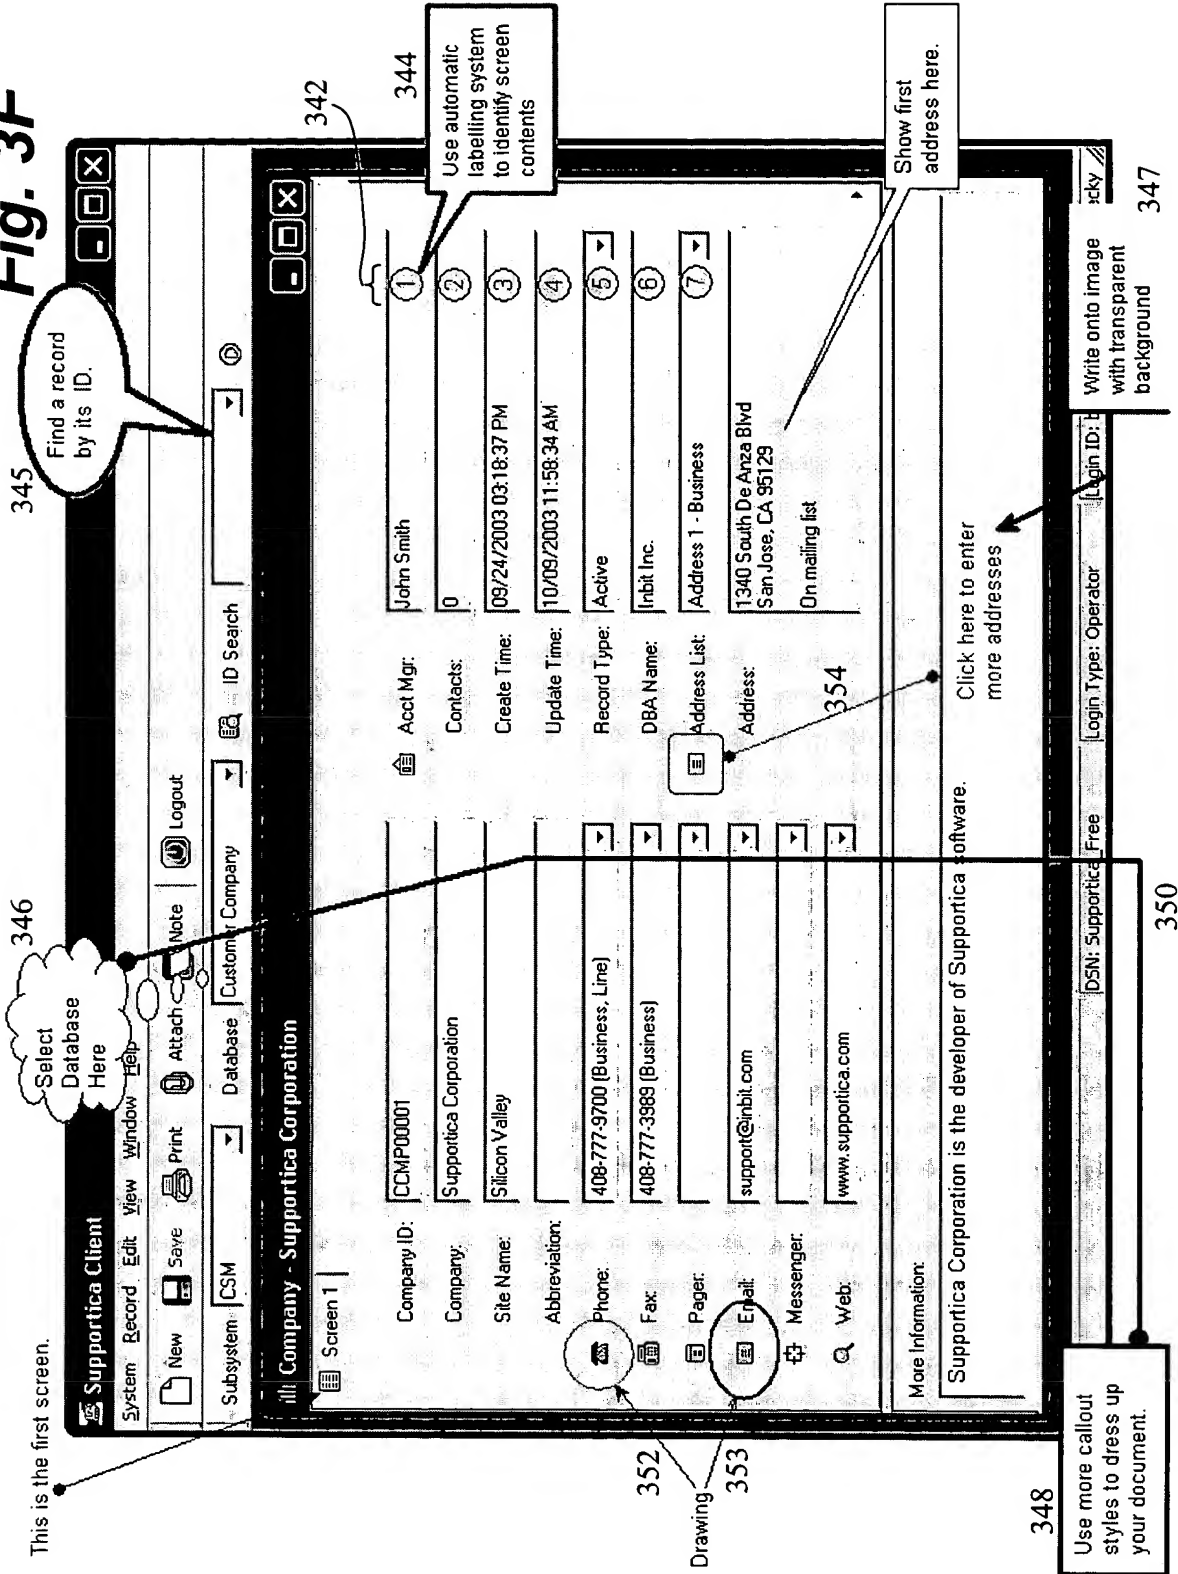 Fig. 3F
This is the first screen.
346
Select
Database
Here
345
Find a record
by its ID.
Supportica Client
System Record Edit View Window Help
New Save Print Attach Note Logout
Subsystem CSM Database Customer Company ID Search
Company - Supportica Corporation
Screen 1
Company ID: CCMP00001
Company: Supportica Corporation
Site Name: Silicon Valley
Abbreviation:
Phone: 408-777-9700 (Business, Line)
Fax: 408-777-3989 (Business)
Pager:
Email: support@inbit.com
Messenger:
Web: www.supportica.com
Acct Mgr: John Smith 1
Contacts: 0 2
Create Time: 09/24/2003 03:18:37 PM 3
Update Time: 10/09/2003 11:58:34 AM 4
Record Type: Active 5
DBA Name: Inbit Inc. 6
Address List: Address 1 - Business 7
Address: 1340 South De Anza Blvd
San Jose, CA 95129
On mailing list
342
344
Use automatic
labelling system
to identify screen
contents
Show first
address here.
354
352
Drawing
353
More Information:
Supportica Corporation is the developer of Supportica software.
Click here to enter
more addresses
DSN: Supportica_Free Login Type: Operator Login ID: b
cky
Write onto image
with transparent
background
347
348
Use more callout
styles to dress up
your document.
350